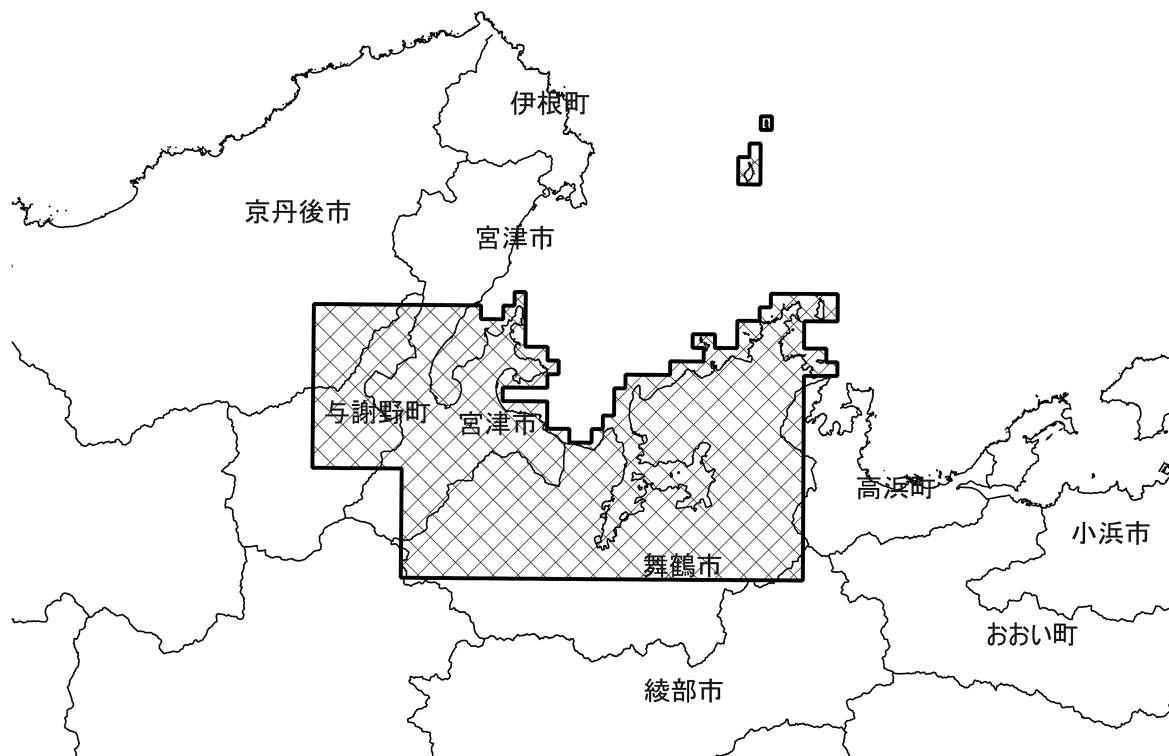 伊根町
京丹後市
宮津市
与謝野町
宮津市
高浜町
小浜市
舞鶴市
おおい町
綾部市